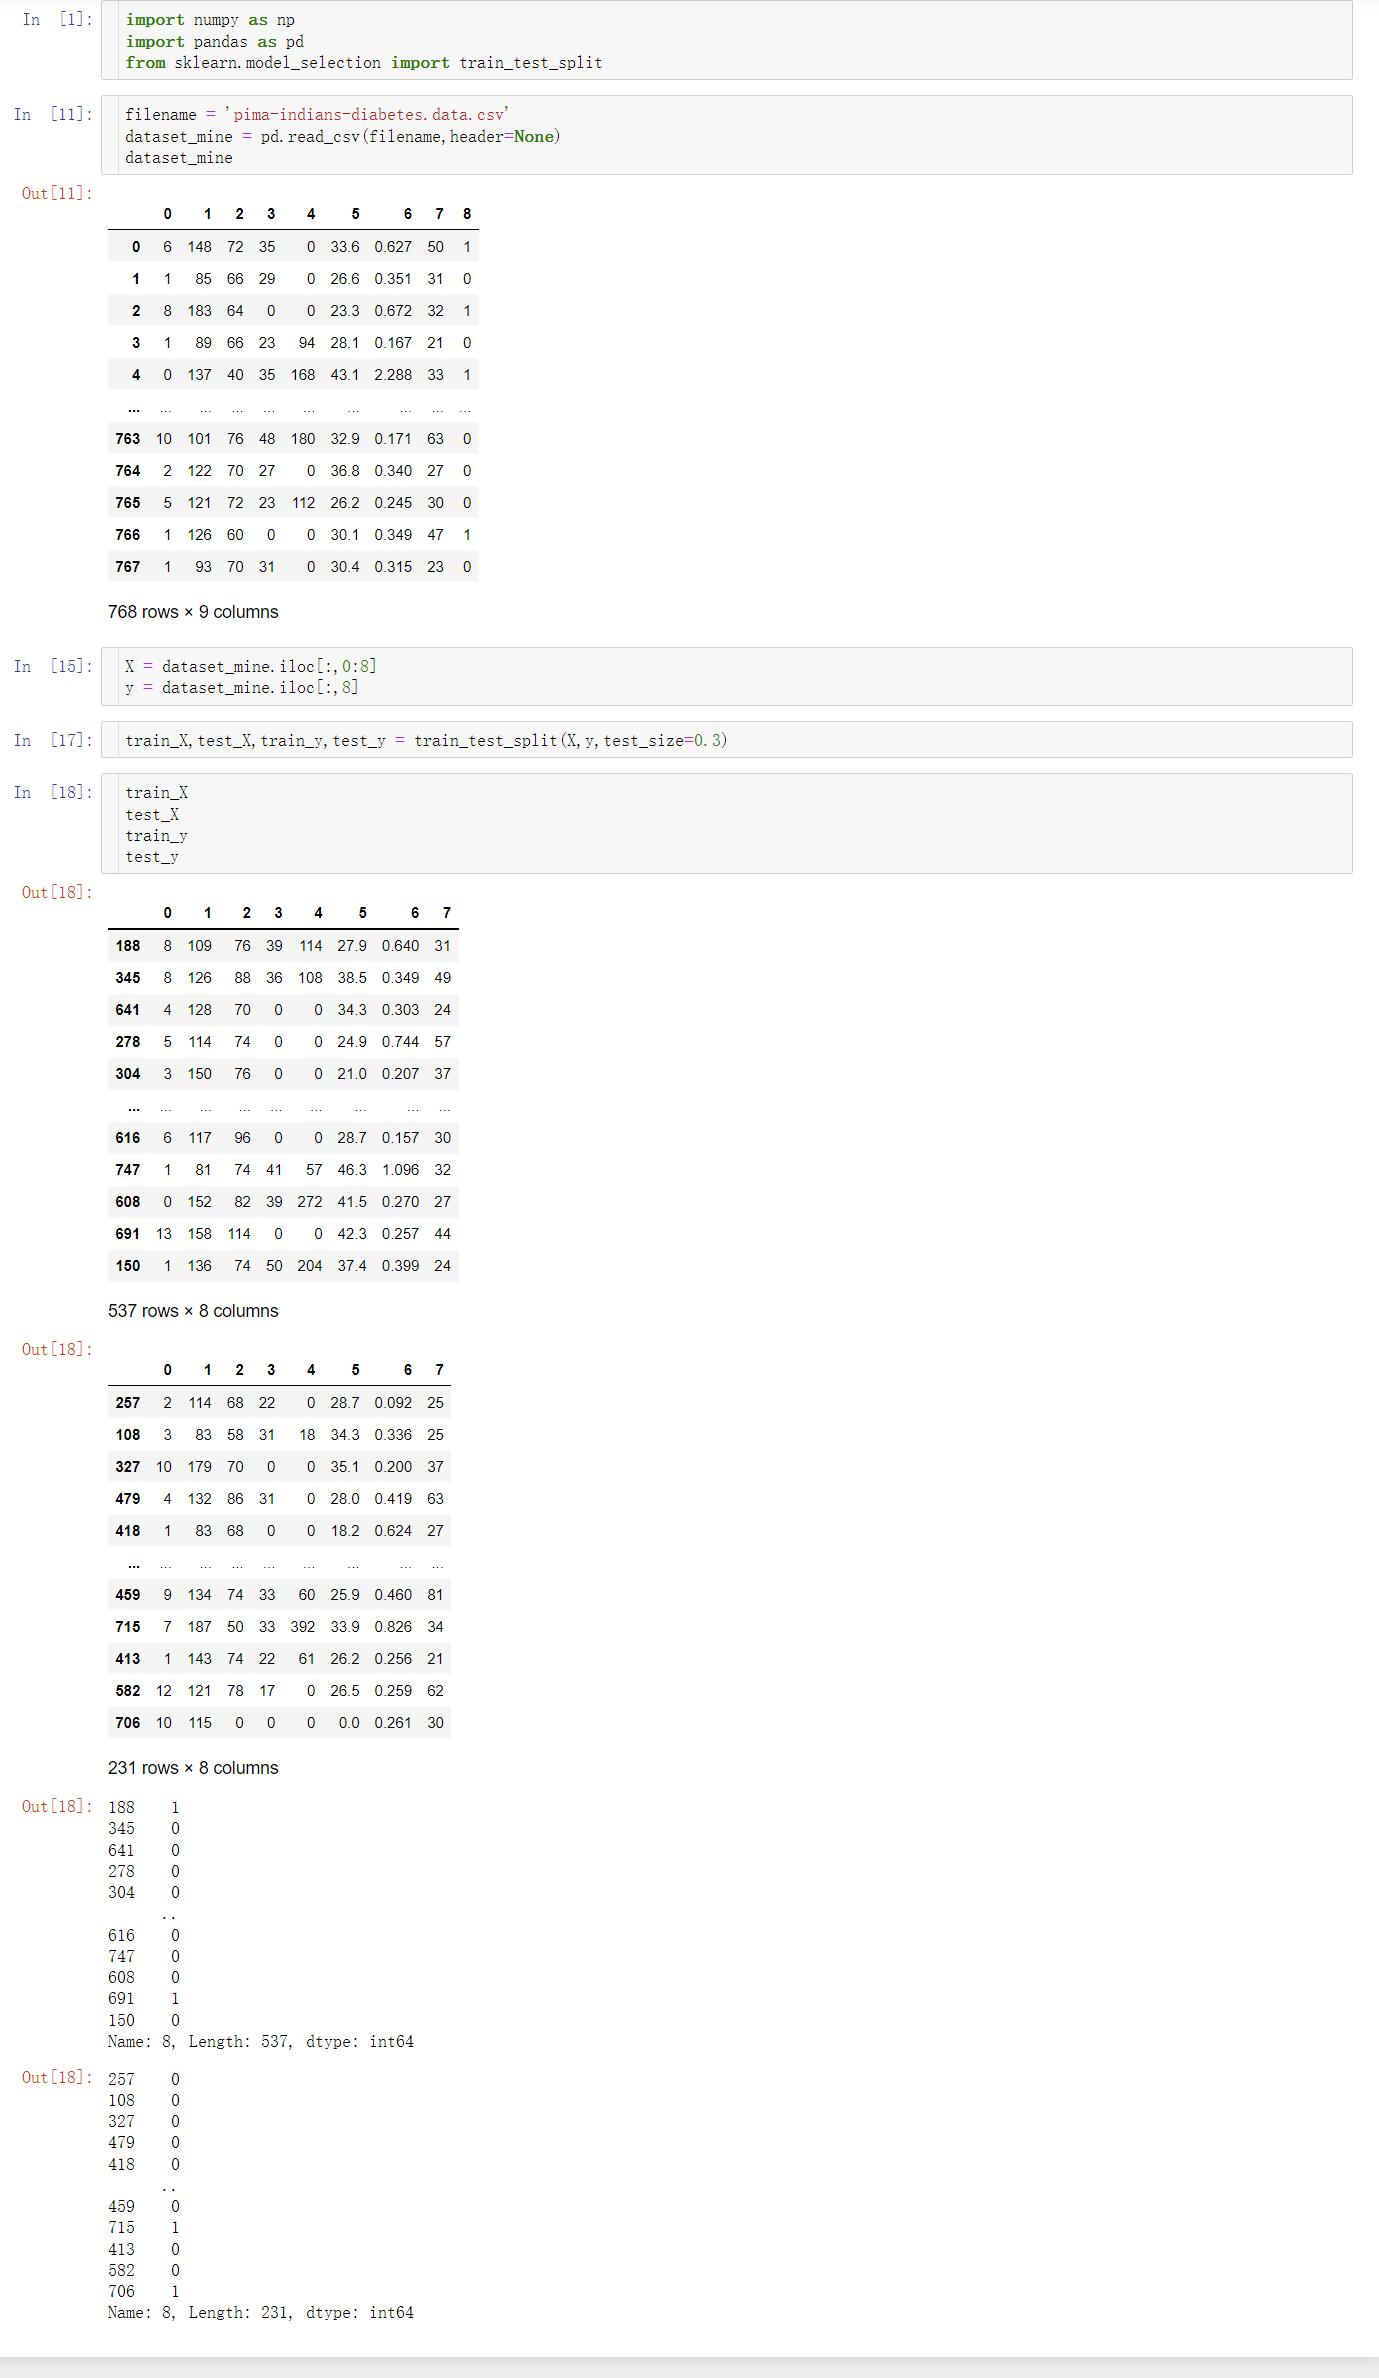 In [1]:
import numpy as np
import pandas as pd
from sklearn.model_selection import train_test_split
In [11]:
filename = 'pima-indians-diabetes.data.csv'
dataset_mine = pd.read_csv(filename,header=None)
dataset_mine
Out[11]:
0 1 2 3 4 5 6 7 8
0 6 148 72 35 0 33.6 0.627 50 1
1 1 85 66 29 0 26.6 0.351 31 0
2 8 183 64 0 0 23.3 0.672 32 1
3 1 89 66 23 94 28.1 0.167 21 0
4 0 137 40 35 168 43.1 2.288 33 1
... ... ... ... ... ... ... ... ... ...
763 10 101 76 48 180 32.9 0.171 63 0
764 2 122 70 27 0 36.8 0.340 27 0
765 5 121 72 23 112 26.2 0.245 30 0
766 1 126 60 0 0 30.1 0.349 47 1
767 1 93 70 31 0 30.4 0.315 23 0
768 rows × 9 columns
In [15]:
X = dataset_mine.iloc[:,0:8]
y = dataset_mine.iloc[:,8]
In [17]:
train_X,test_X,train_y,test_y = train_test_split(X,y,test_size=0.3)
In [18]:
train_X
test_X
train_y
test_y
Out[18]:
0 1 2 3 4 5 6 7
188 8 109 76 39 114 27.9 0.640 31
345 8 126 88 36 108 38.5 0.349 49
641 4 128 70 0 0 34.3 0.303 24
278 5 114 74 0 0 24.9 0.744 57
304 3 150 76 0 0 21.0 0.207 37
... ... ... ... ... ... ... ... ...
616 6 117 96 0 0 28.7 0.157 30
747 1 81 74 41 57 46.3 1.096 32
608 0 152 82 39 272 41.5 0.270 27
691 13 158 114 0 0 42.3 0.257 44
150 1 136 74 50 204 37.4 0.399 24
537 rows × 8 columns
Out[18]:
0 1 2 3 4 5 6 7
257 2 114 68 22 0 28.7 0.092 25
108 3 83 58 31 18 34.3 0.336 25
327 10 179 70 0 0 35.1 0.200 37
479 4 132 86 31 0 28.0 0.419 63
418 1 83 68 0 0 18.2 0.624 27
... ... ... ... ... ... ... ... ...
459 9 134 74 33 60 25.9 0.460 81
715 7 187 50 33 392 33.9 0.826 34
413 1 143 74 22 61 26.2 0.256 21
582 12 121 78 17 0 26.5 0.259 62
706 10 115 0 0 0 0.0 0.261 30
231 rows × 8 columns
Out[18]: 188 1
345 0
641 0
278 0
304 0
..
616 0
747 0
608 0
691 1
150 0
Name: 8, Length: 537, dtype: int64
Out[18]: 257 0
108 0
327 0
479 0
418 0
..
459 0
715 1
413 0
582 0
706 1
Name: 8, Length: 231, dtype: int64